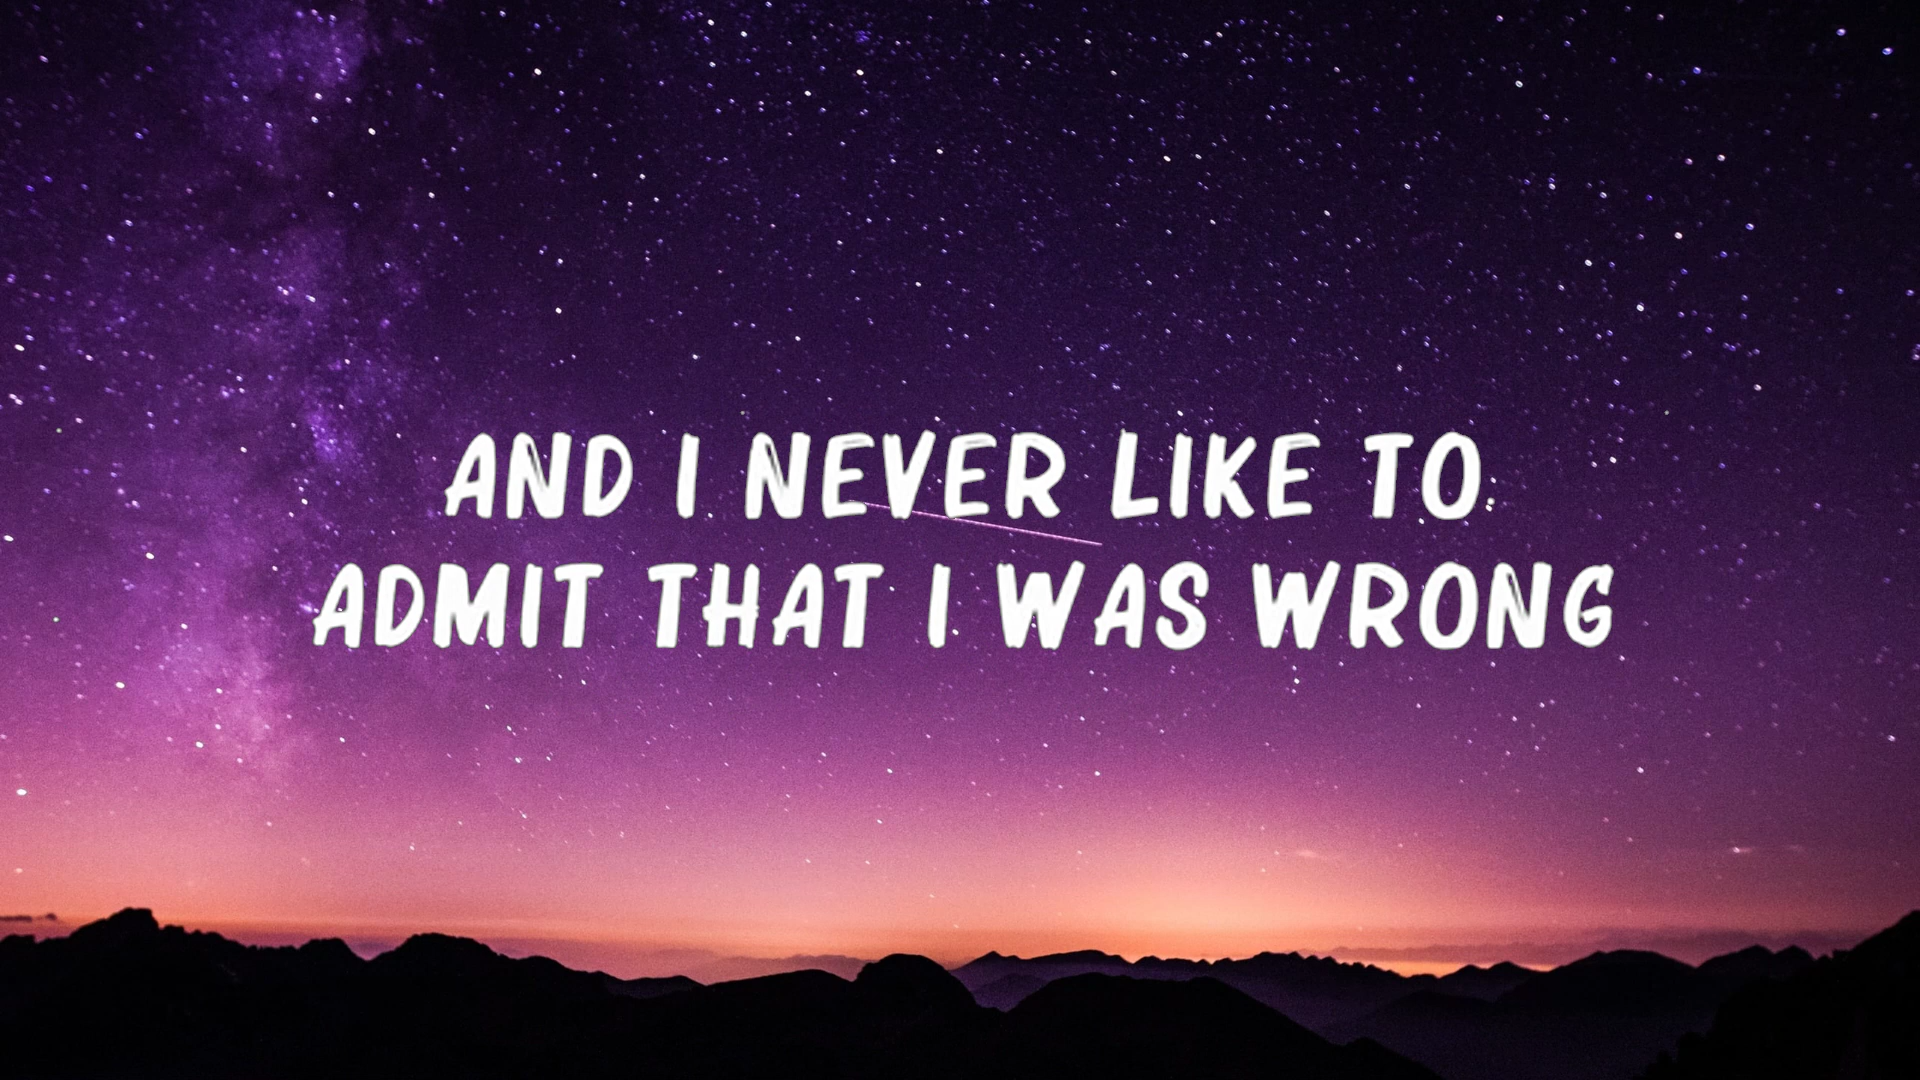 AND I NEVER LIKE TO
ADMIT THAT I WAS WRONG